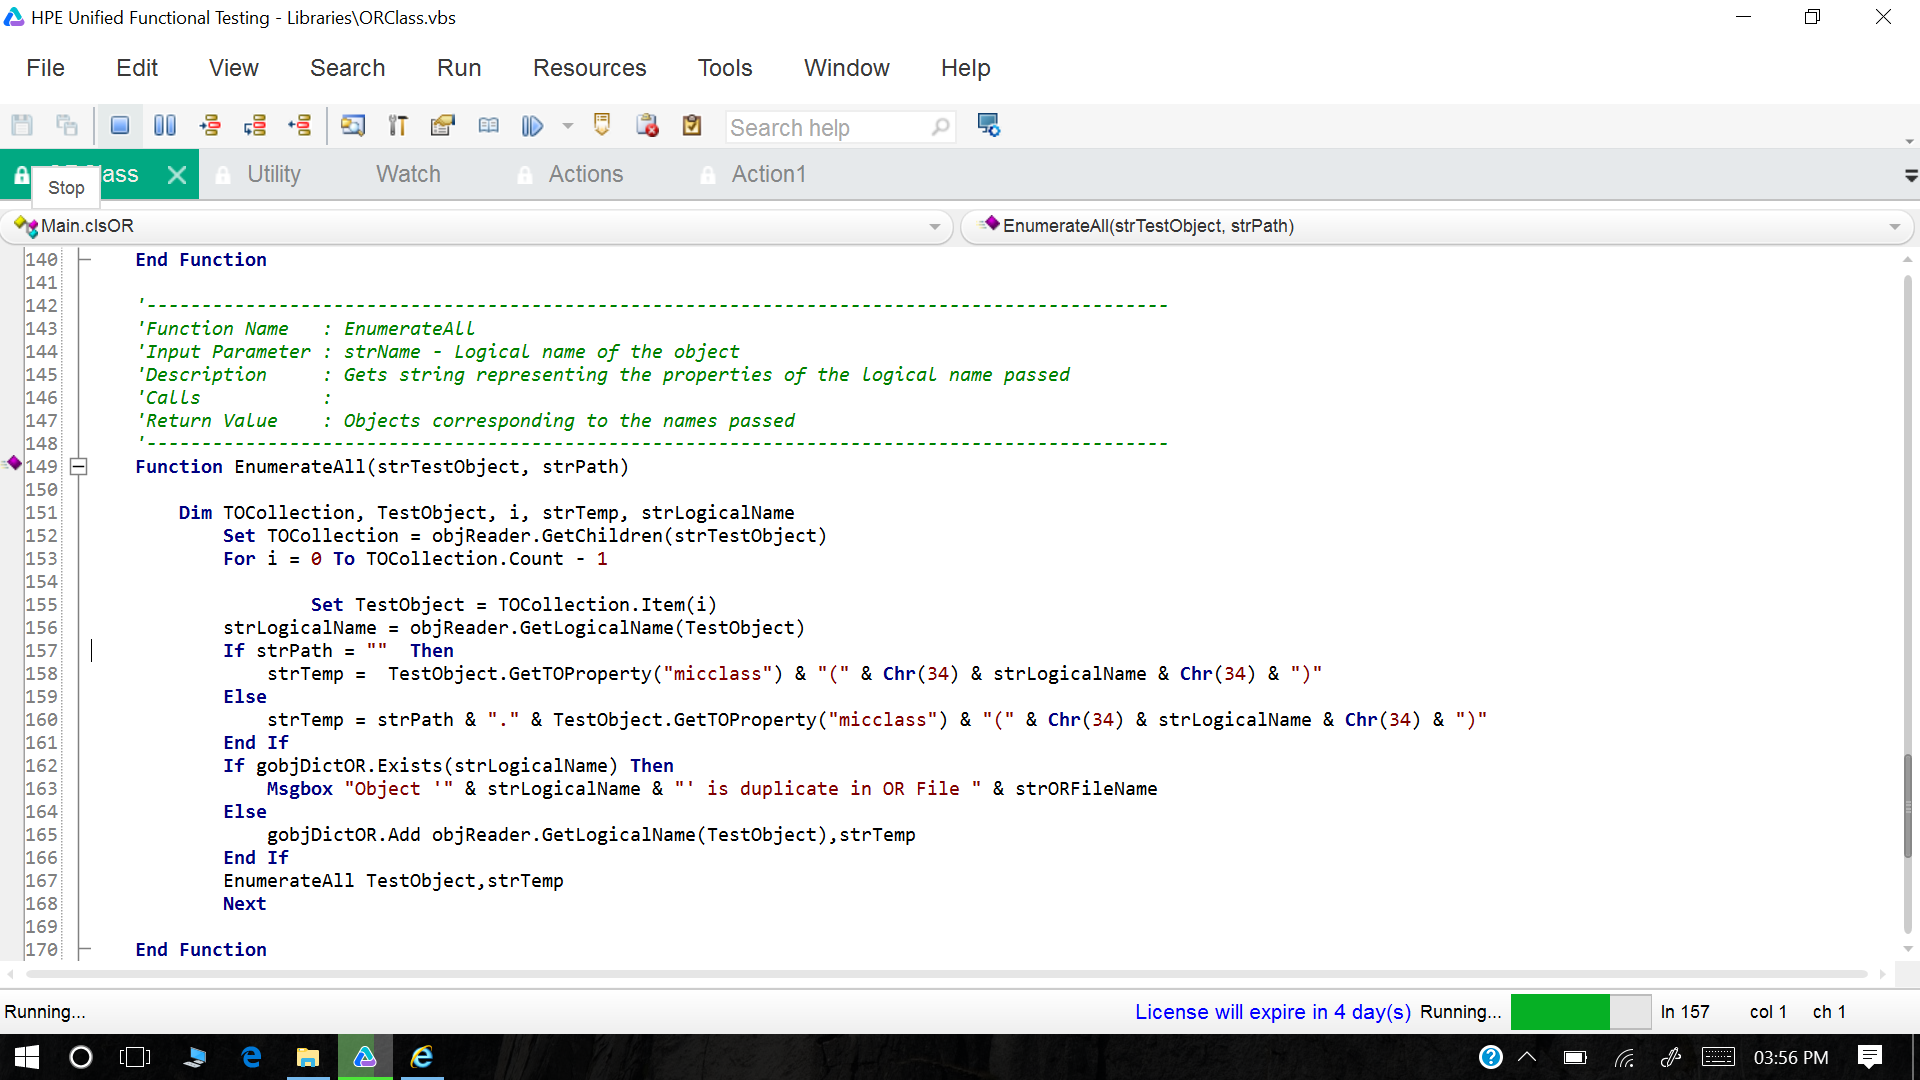 HPE Unified Functional Testing - Libraries\ORClass.vbs
File Edit View Search Run Resources Tools Window Help
Search help
ass Utility Watch Actions Action1
Stop
Main.clsOR EnumerateAll(strTestObject, strPath)
140 End Function
141
142 '---------------------------------------------------------------------------------------------
143 'Function Name   : EnumerateAll
144 'Input Parameter : strName - Logical name of the object
145 'Description     : Gets string representing the properties of the logical name passed
146 'Calls           :
147 'Return Value    : Objects corresponding to the names passed
148 '---------------------------------------------------------------------------------------------
149 Function EnumerateAll(strTestObject, strPath)
150
151     Dim TOCollection, TestObject, i, strTemp, strLogicalName
152         Set TOCollection = objReader.GetChildren(strTestObject)
153         For i = 0 To TOCollection.Count - 1
154
155                 Set TestObject = TOCollection.Item(i)
156         strLogicalName = objReader.GetLogicalName(TestObject)
157         If strPath = ""  Then
158             strTemp =  TestObject.GetTOProperty("micclass") & "(" & Chr(34) & strLogicalName & Chr(34) & ")"
159         Else
160             strTemp = strPath & "." & TestObject.GetTOProperty("micclass") & "(" & Chr(34) & strLogicalName & Chr(34) & ")"
161         End If
162         If gobjDictOR.Exists(strLogicalName) Then
163             Msgbox "Object '" & strLogicalName & "' is duplicate in OR File " & strORFileName
164         Else
165             gobjDictOR.Add objReader.GetLogicalName(TestObject),strTemp
166         End If
167         EnumerateAll TestObject,strTemp
168         Next
169
170 End Function
Running... License will expire in 4 day(s) Running... ln 157 col 1 ch 1
03:56 PM